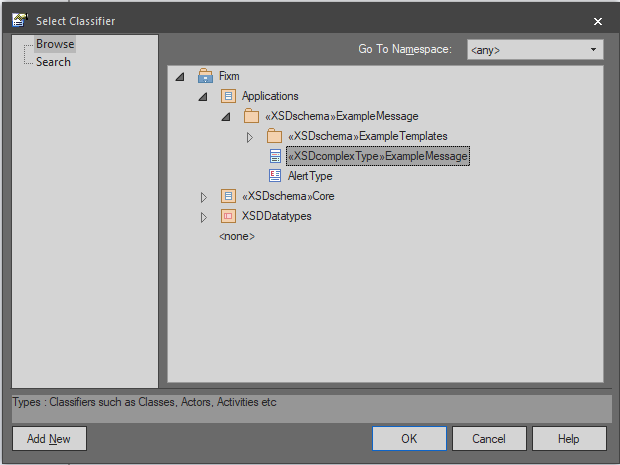 Select Classifier
Browse
Search
Go To Namespace:
<any>
Fixm
Applications
«XSDschema»ExampleMessage
«XSDschema»ExampleTemplates
«XSDcomplexType»ExampleMessage
AlertType
«XSDschema»Core
XSDDatatypes
<none>
Types : Classifiers such as Classes, Actors, Activities etc
Add New
OK
Cancel
Help